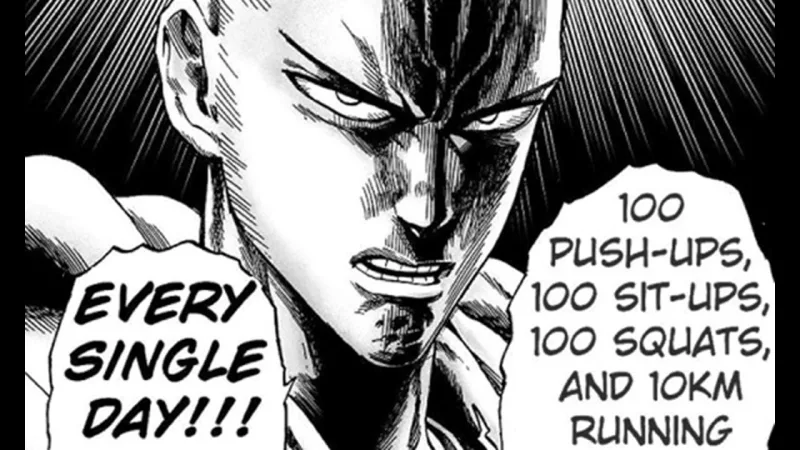 100
PUSH-UPS,
100 SIT-UPS,
100 SQUATS,
AND 10KM
RUNNING
EVERY
SINGLE
DAY!!!